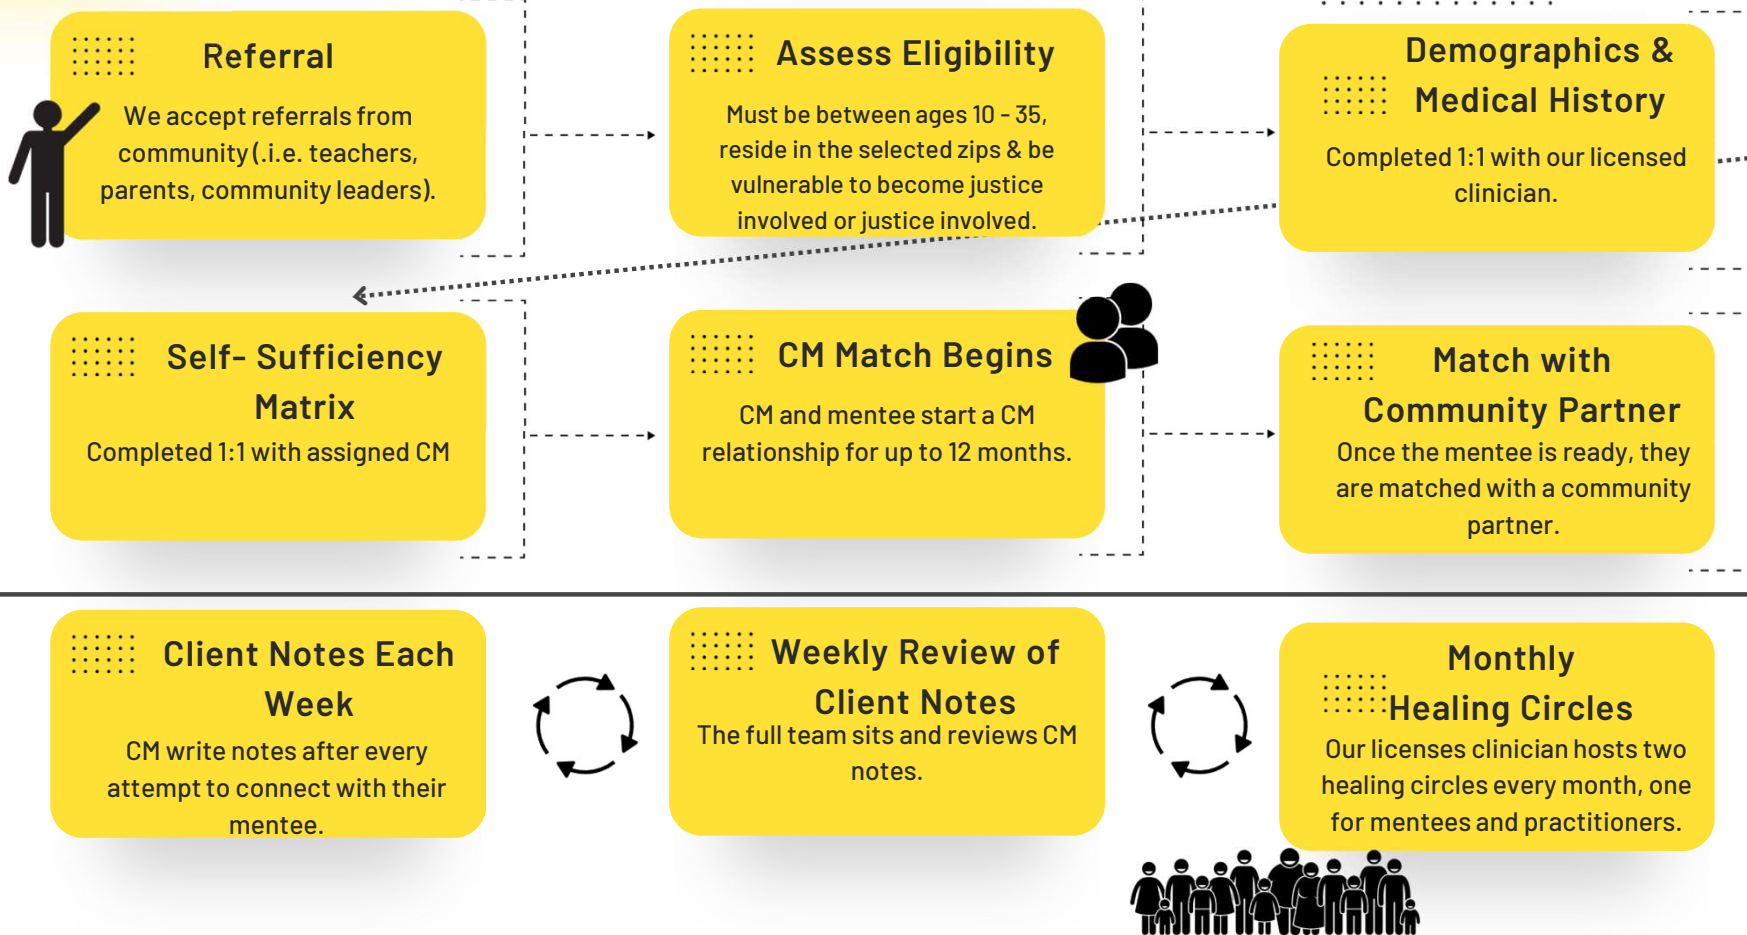 Referral
We accept referrals from
community (.i.e. teachers,
parents, community leaders).
Assess Eligibility
Must be between ages 10 - 35,
reside in the selected zips & be
vulnerable to become justice
involved or justice involved.
Demographics &
Medical History
Completed 1:1 with our licensed
clinician.
Self- Sufficiency
Matrix
Completed 1:1 with assigned CM
CM Match Begins
CM and mentee start a CM
relationship for up to 12 months.
Match with
Community Partner
Once the mentee is ready, they
are matched with a community
partner.
Client Notes Each
Week
CM write notes after every
attempt to connect with their
mentee.
Weekly Review of
Client Notes
The full team sits and reviews CM
notes.
Monthly
Healing Circles
Our licenses clinician hosts two
healing circles every month, one
for mentees and practitioners.